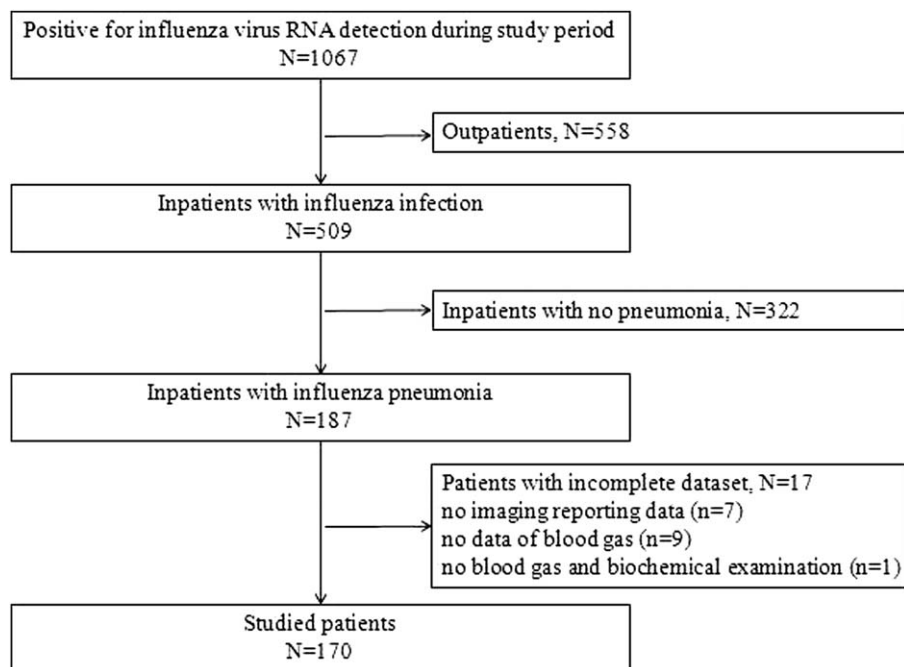 Positive for influenza virus RNA detection during study period
N=1067
Outpatients, N=558
Inpatients with influenza infection
N=509
Inpatients with no pneumonia, N=322
Inpatients with influenza pneumonia
N=187
Patients with incomplete dataset, N=17
no imaging reporting data (n=7)
no data of blood gas (n=9)
no blood gas and biochemical examination (n=1)
Studied patients
N=170